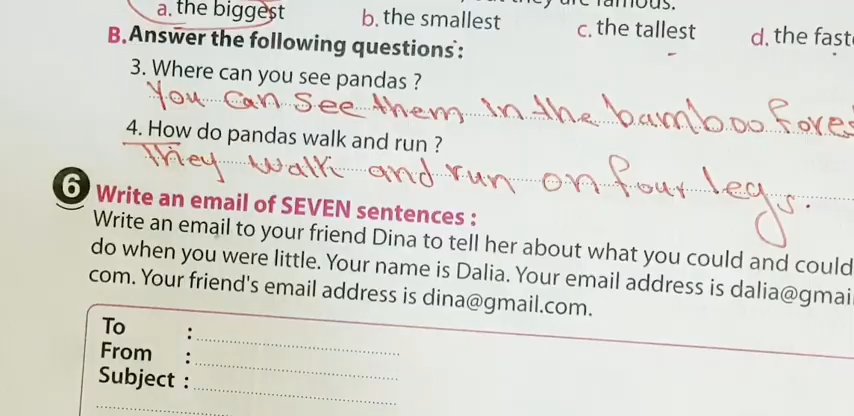 a. the biggest b. the smallest c. the tallest d. the fast
B. Answer the following questions:
3. Where can you see pandas ?
You can see them in the bamboo fores
4. How do pandas walk and run ?
They walk and run on four legs.
6 Write an email of SEVEN sentences :
Write an email to your friend Dina to tell her about what you could and could
do when you were little. Your name is Dalia. Your email address is dalia@gmai
com. Your friend's email address is dina@gmail.com.
To :
From :
Subject :